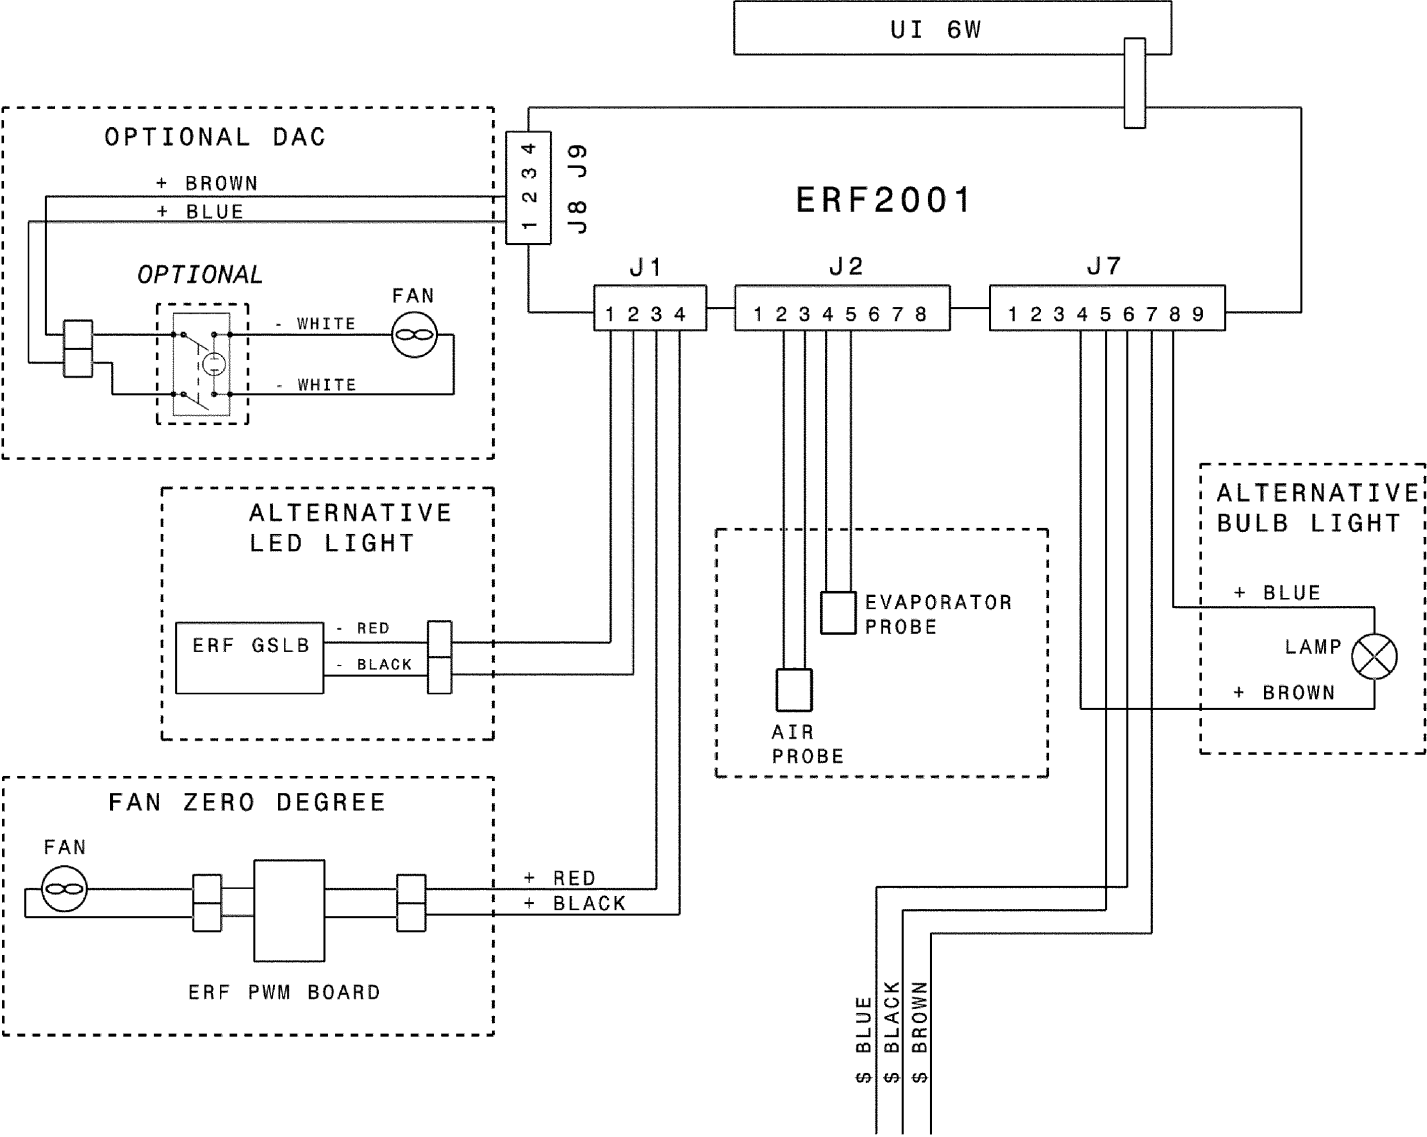 UI 6W
OPTIONAL DAC
+ BROWN
+ BLUE
1 2 3 4
J8 J9
ERF2001
OPTIONAL
FAN
- WHITE
- WHITE
J1
1 2 3 4
J2
1 2 3 4 5 6 7 8
J7
1 2 3 4 5 6 7 8 9
ALTERNATIVE
LED LIGHT
ERF GSLB
- RED
- BLACK
EVAPORATOR
PROBE
AIR
PROBE
ALTERNATIVE
BULB LIGHT
+ BLUE
LAMP
+ BROWN
FAN ZERO DEGREE
FAN
+ RED
+ BLACK
ERF PWM BOARD
$ BLUE
$ BLACK
$ BROWN